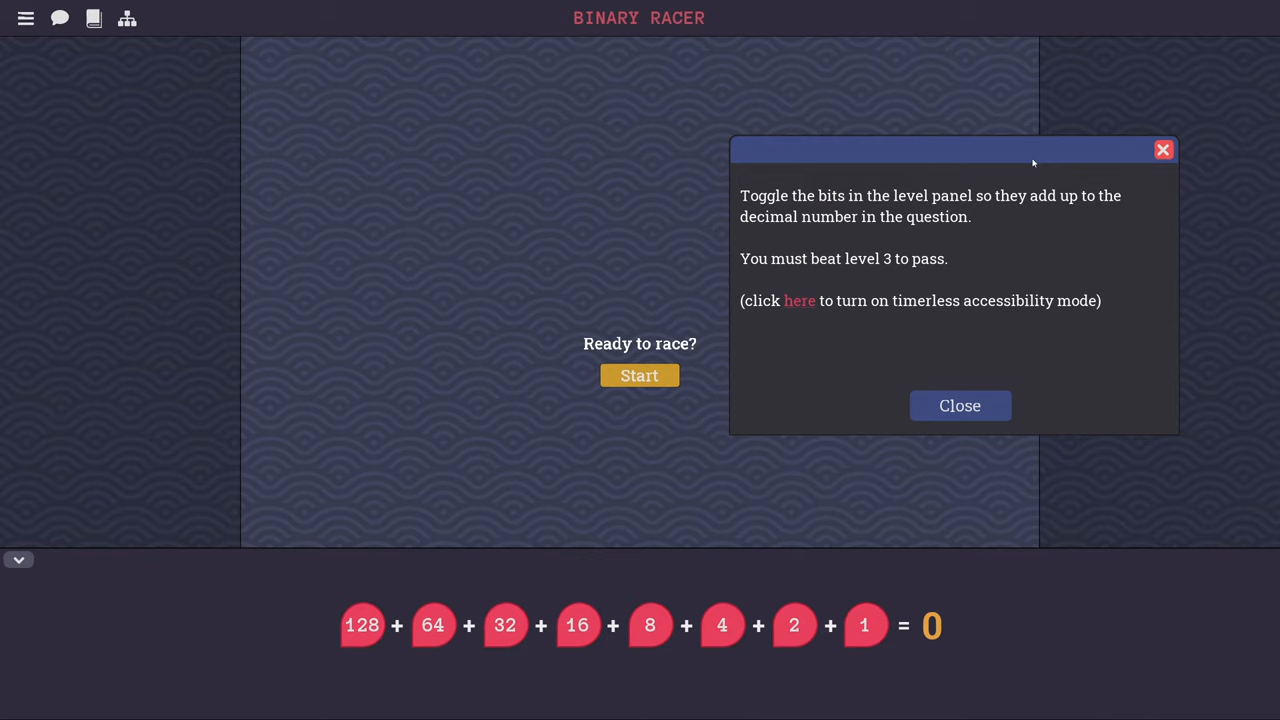 BINARY RACER
Toggle the bits in the level panel so they add up to the
decimal number in the question.
You must beat level 3 to pass.
(click here to turn on timerless accessibility mode)
Ready to race?
Start
Close
128 + 64 + 32 + 16 + 8 + 4 + 2 + 1 = 0